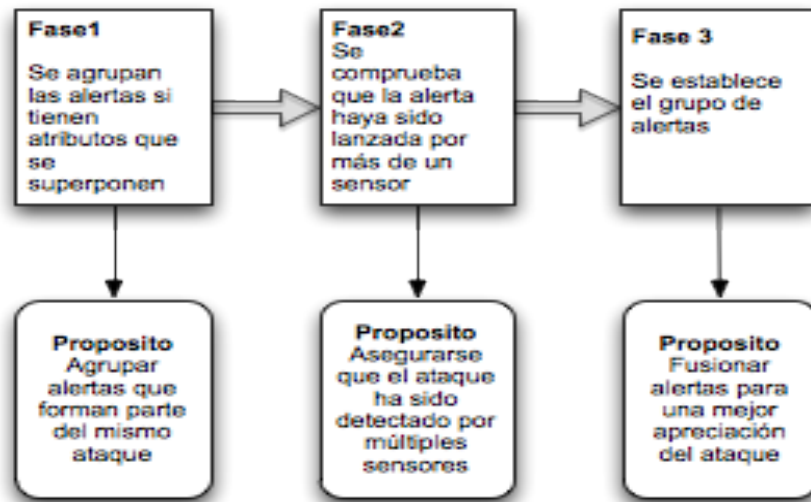 Fase1
Se agrupan
las alertas si
tienen
atributos que
se
superponen
Fase2
Se
comprueba
que la alerta
haya sido
lanzada por
más de un
sensor
Fase 3
Se establece
el grupo de
alertas
Proposito
Agrupar
alertas que
forman parte
del mismo
ataque
Proposito
Asegurarse
que el ataque
ha sido
detectado por
múltiples
sensores
Proposito
Fusionar
alertas para
una mejor
apreciación
del ataque